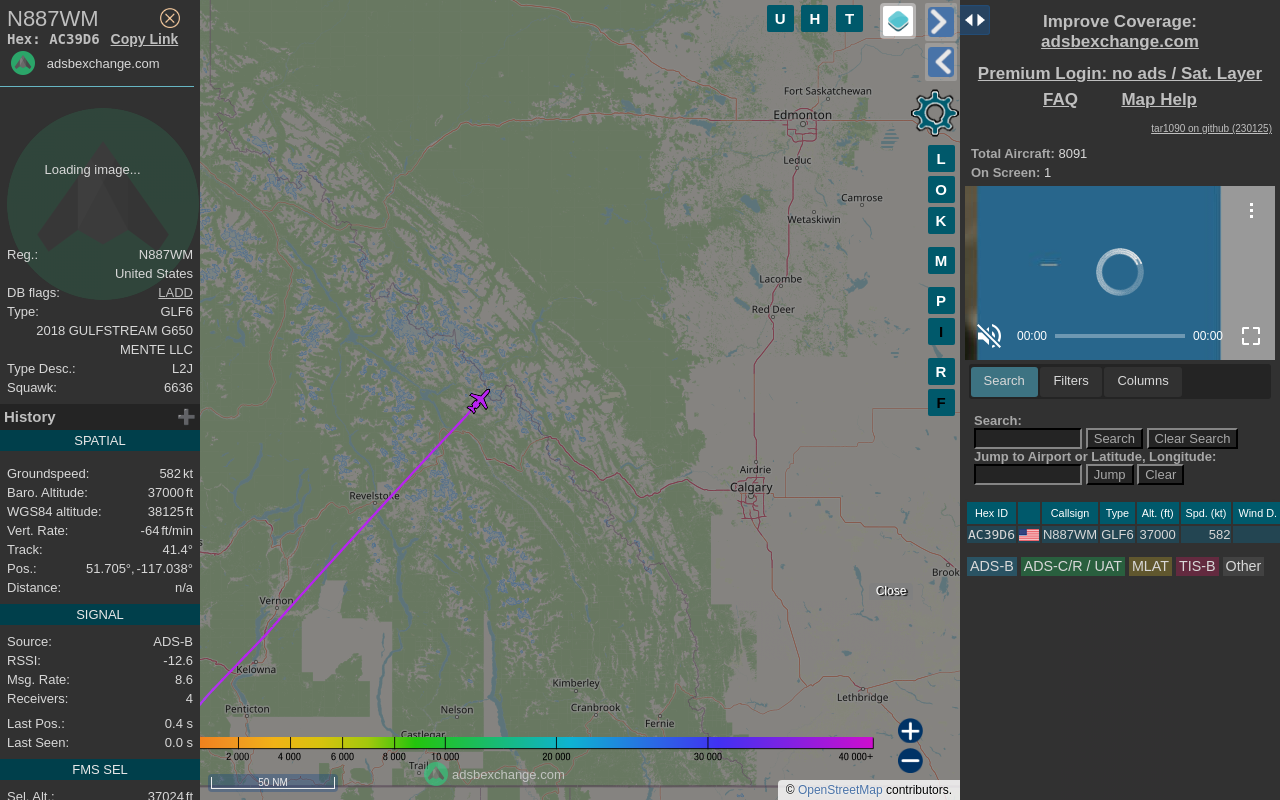 N887WM
Hex: AC39D6 Copy Link
adsbexchange.com
Loading image...
Reg.: N887WM
United States
DB flags: LADD
Type: GLF6
2018 GULFSTREAM G650
MENTE LLC
Type Desc.: L2J
Squawk: 6636
History
SPATIAL
Groundspeed: 582 kt
Baro. Altitude: 37000 ft
WGS84 altitude: 38125 ft
Vert. Rate: -64 ft/min
Track: 41.4°
Pos.: 51.705°, -117.038°
Distance: n/a
SIGNAL
Source: ADS-B
RSSI: -12.6
Msg. Rate: 8.6
Receivers: 4
Last Pos.: 0.4 s
Last Seen: 0.0 s
FMS SEL
Sel. Alt.: 37024 ft
U H T
L
O
K
M
P
I
R
F
Fort Saskatchewan
Edmonton
Leduc
Camrose
Wetaskiwin
Lacombe
Red Deer
Airdrie
Calgary
Revelstoke
Brook
Close
Vernon
Kelowna
Penticton
Kimberley
Cranbrook
Nelson
Fernie
Lethbridge
Castlegar
Trail
2 000 4 000 6 000 8 000 10 000 20 000 30 000 40 000+
adsbexchange.com
50 NM
© OpenStreetMap contributors.
Improve Coverage:
adsbexchange.com
Premium Login: no ads / Sat. Layer
FAQ Map Help
tar1090 on github (230125)
Total Aircraft: 8091
On Screen: 1
00:00 00:00
Search Filters Columns
Search:
Search Clear Search
Jump to Airport or Latitude, Longitude:
Jump Clear
Hex ID Callsign Type Alt. (ft) Spd. (kt) Wind D.
AC39D6 N887WM GLF6 37000 582
ADS-B ADS-C/R / UAT MLAT TIS-B Other